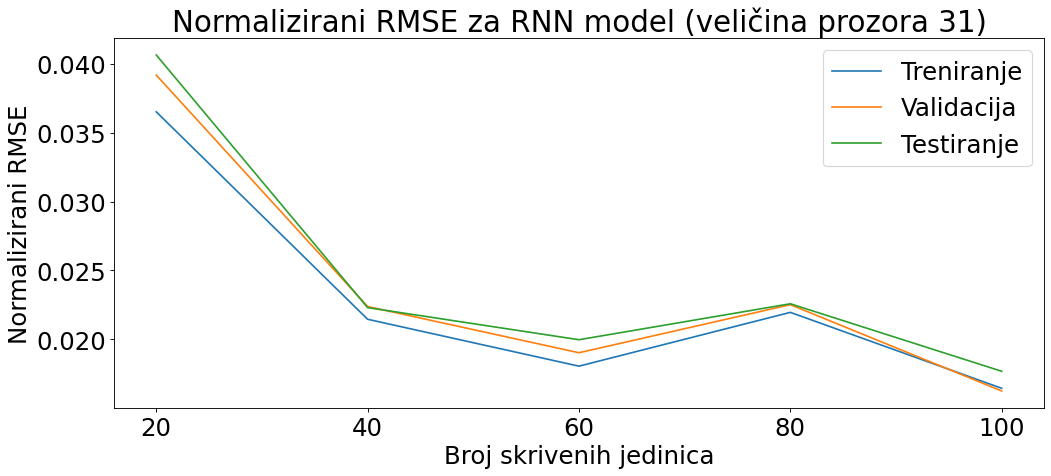 Normalizirani RMSE za RNN model (veličina prozora 31)
Treniranje
Validacija
Testiranje
Normalizirani RMSE
0.040
0.035
0.030
0.025
0.020
20 40 60 80 100
Broj skrivenih jedinica